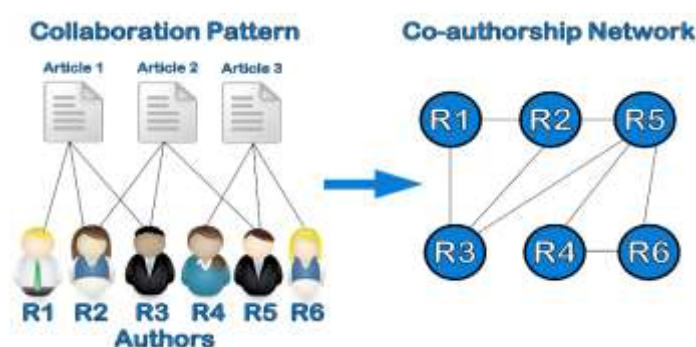 Collaboration Pattern
Article 1 Article 2 Article 3
R1 R2 R3 R4 R5 R6
Authors
Co-authorship Network
R1 R2 R5
R3 R4 R6